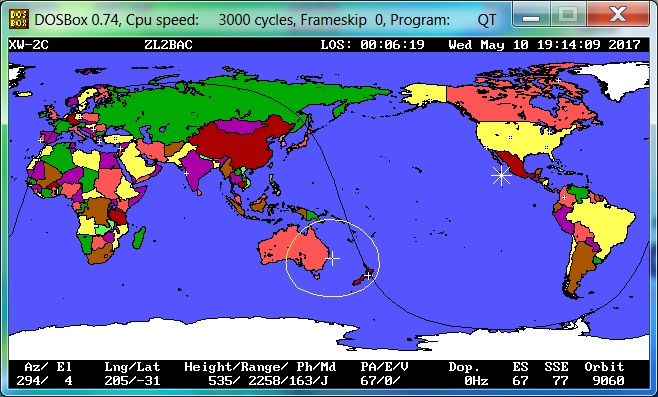 DOS BOX DOSBox 0.74, Cpu speed: 3000 cycles, Frameskip 0, Program: QT
XW-2C ZL2BAC LOS: 00:06:19 Wed May 10 19:14:09 2017
Az/ El Lng/Lat Height/Range/ Ph/Md PA/E/V Dop. ES SSE Orbit
294/ 4 205/-31 535/ 2258/163/J 67/0/ 0Hz 67 77 9060